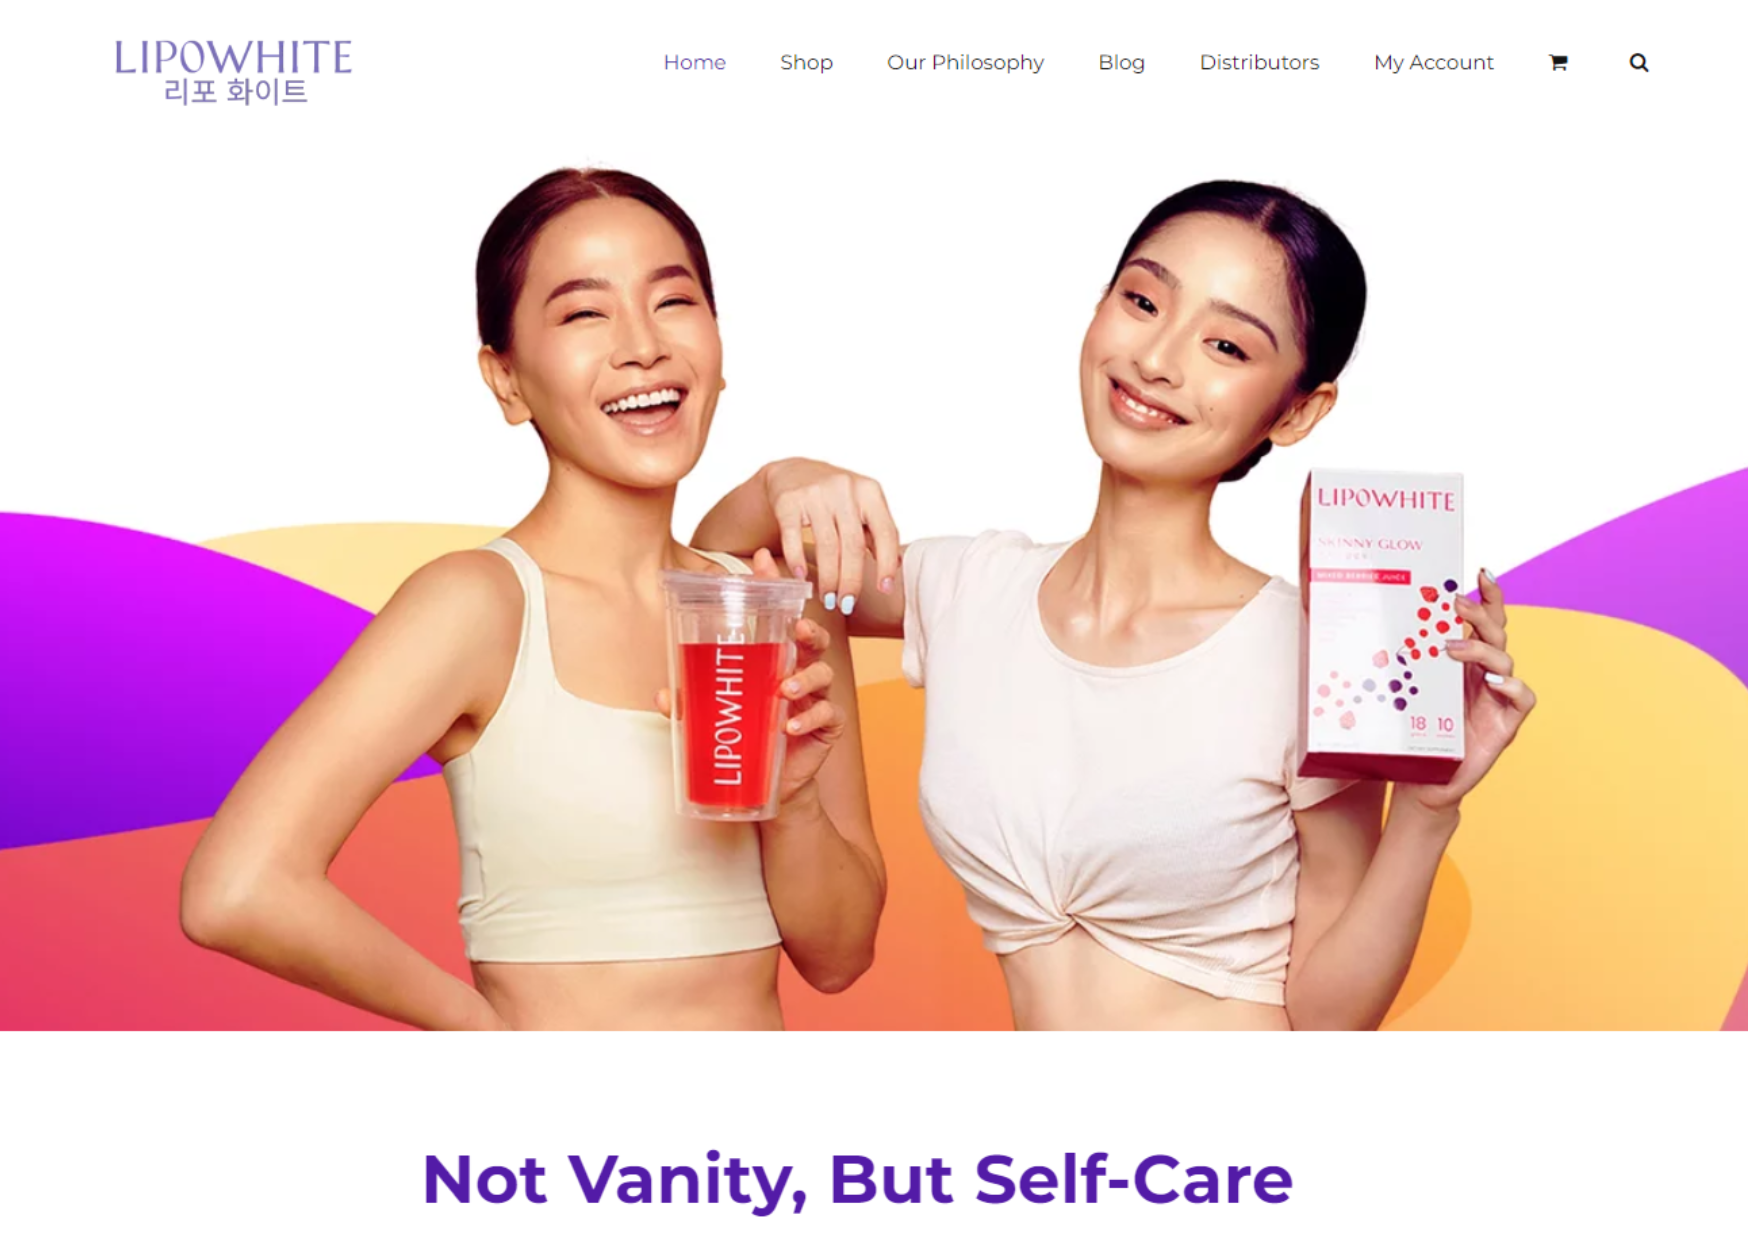 LIPOWHITE
리포 화이트
Home Shop Our Philosophy Blog Distributors My Account
LIPOWHITE
LIPOWHITE
SKINNY GLOW
MIXED BERRIES JUICE
18 10
Not Vanity, But Self-Care